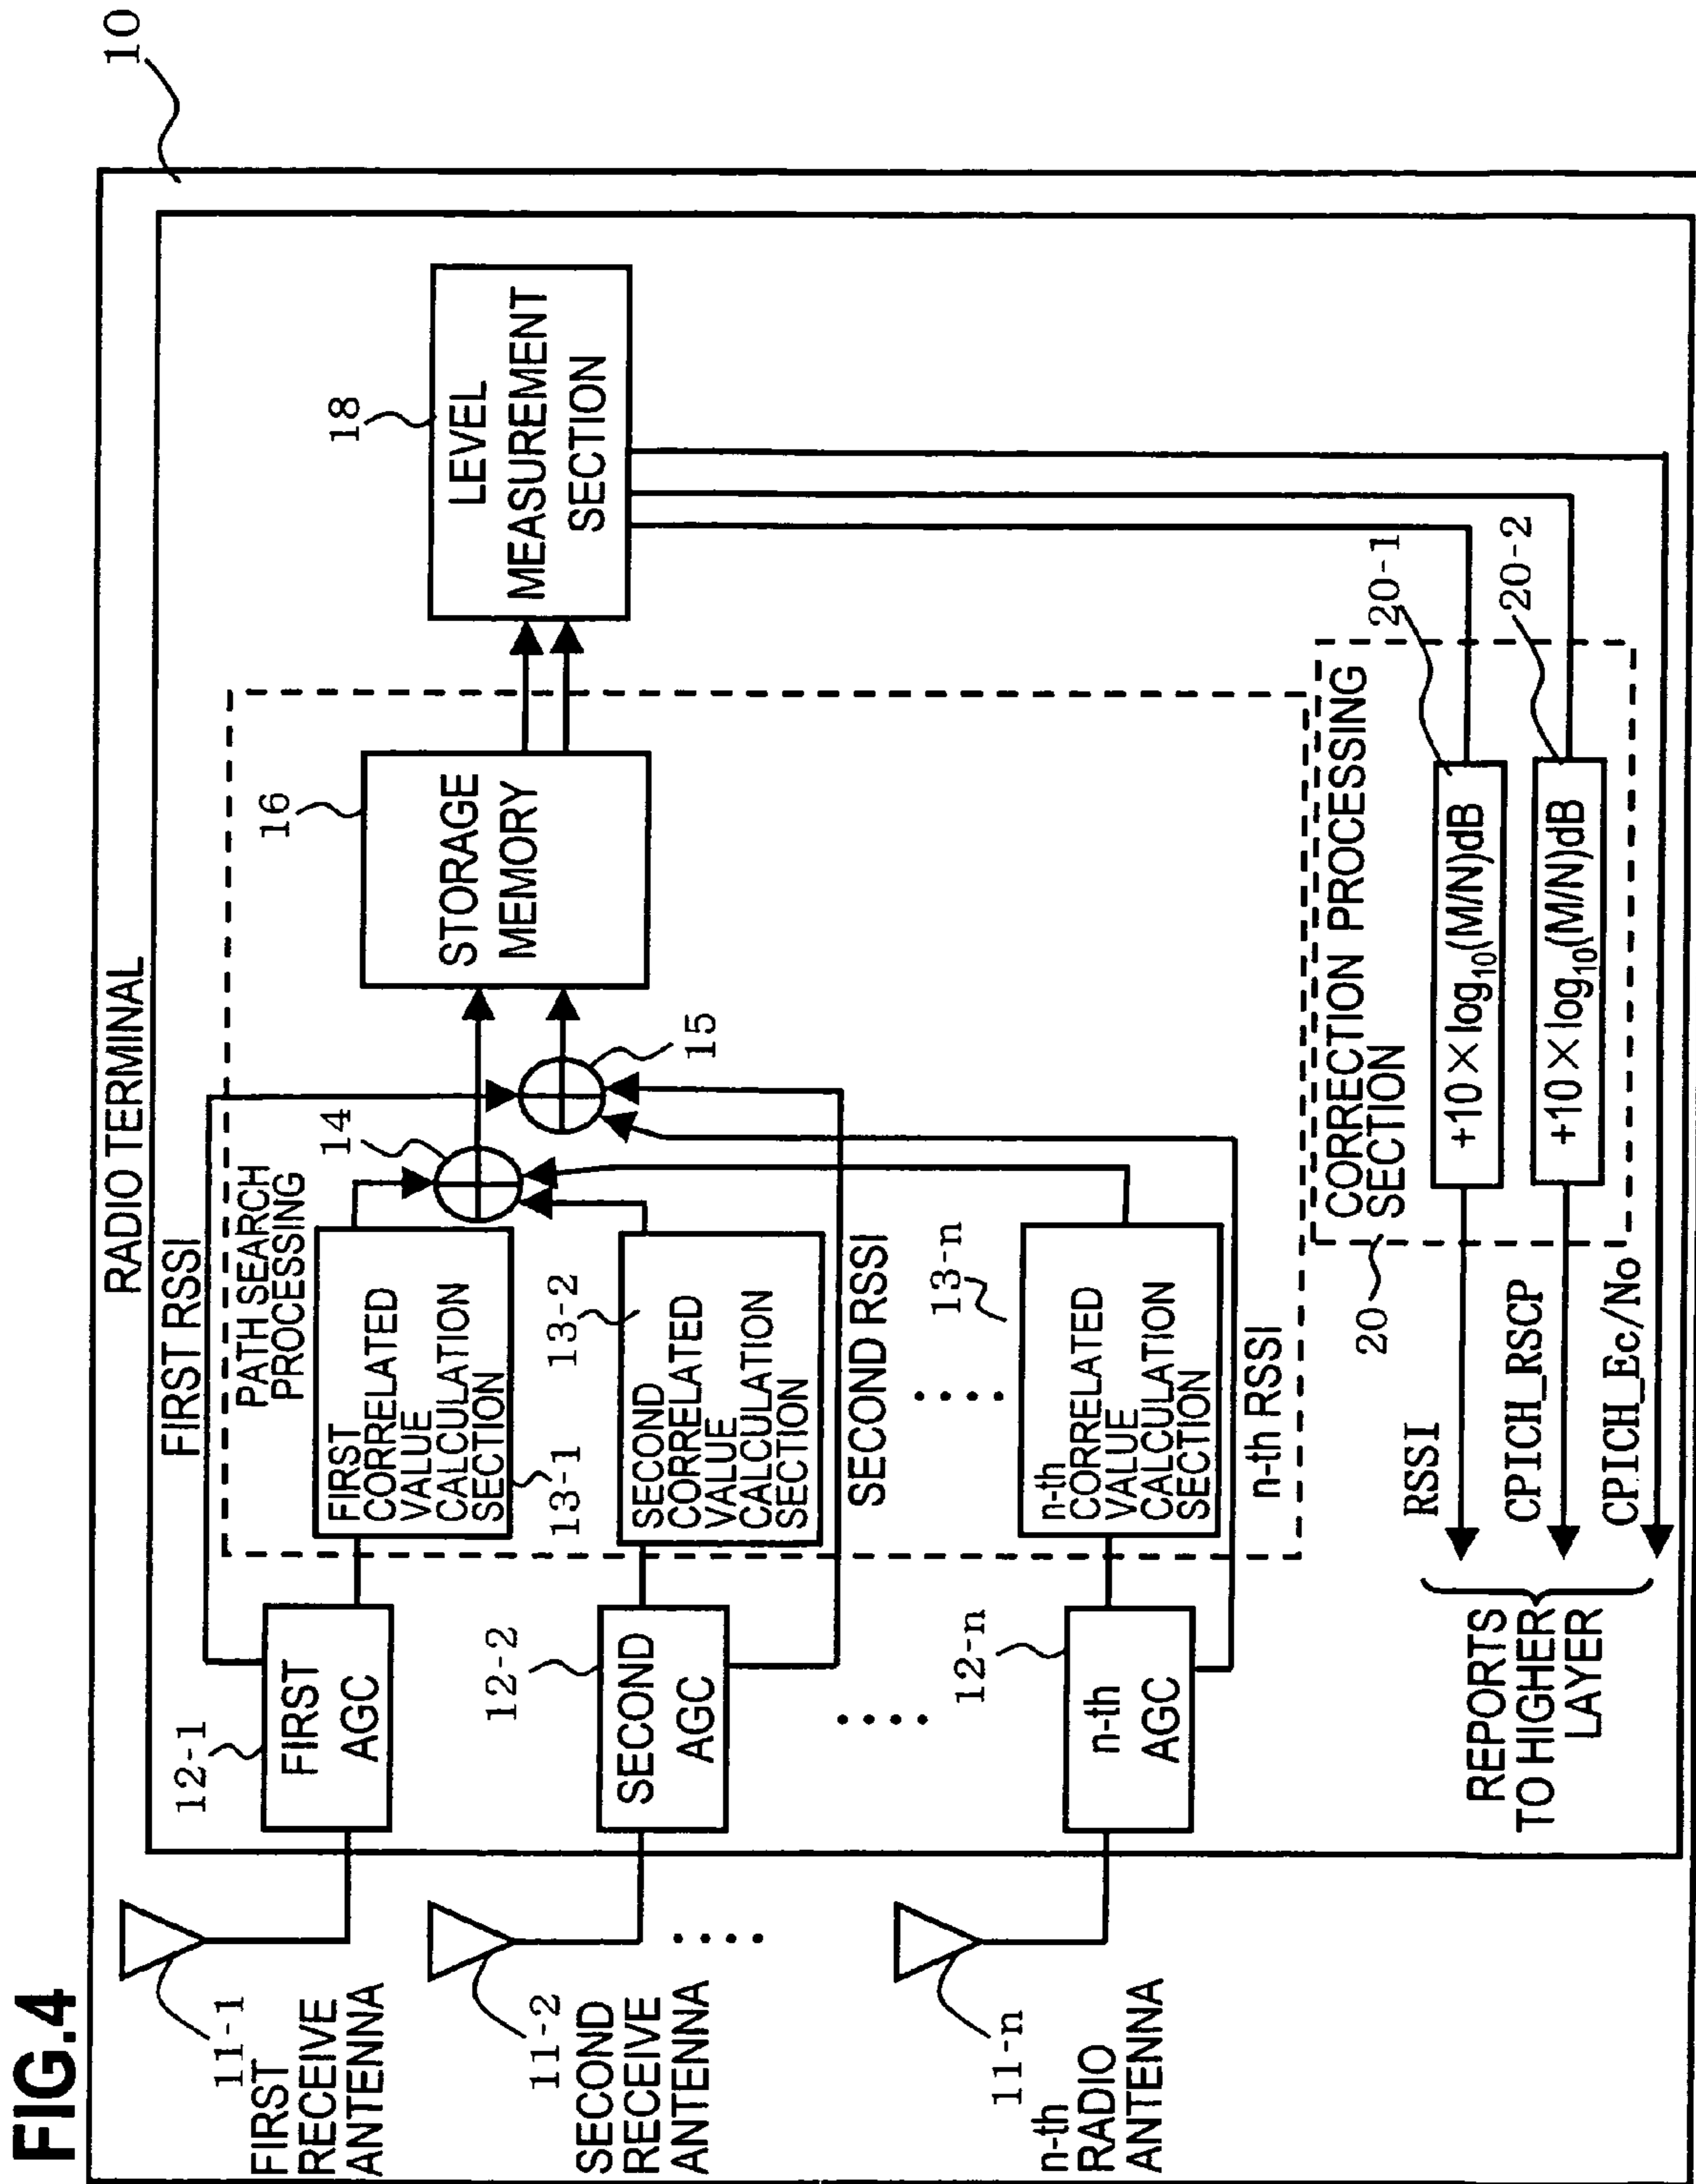 FIG.4
10
RADIO TERMINAL
11-1
FIRST
RECEIVE
ANTENNA
12-1
FIRST
AGC
FIRST RSSI
PATH SEARCH
PROCESSING
FIRST
CORRELATED
VALUE
CALCULATION
SECTION
13-1
14
15
16
STORAGE
MEMORY
18
LEVEL
MEASUREMENT
SECTION
11-2
SECOND
RECEIVE
ANTENNA
12-2
SECOND
AGC
13-2
SECOND
CORRELATED
VALUE
CALCULATION
SECTION
SECOND RSSI
11-n
n-th
RADIO
ANTENNA
12-n
n-th
AGC
13-n
n-th
CORRELATED
VALUE
CALCULATION
SECTION
n-th RSSI
20
CORRECTION PROCESSING
SECTION
20-1
+10×log₁₀(M/N)dB
20-2
+10×log₁₀(M/N)dB
RSSI
CPICH_RSCP
CPICH_Ec/No
REPORTS
TO HIGHER
LAYER